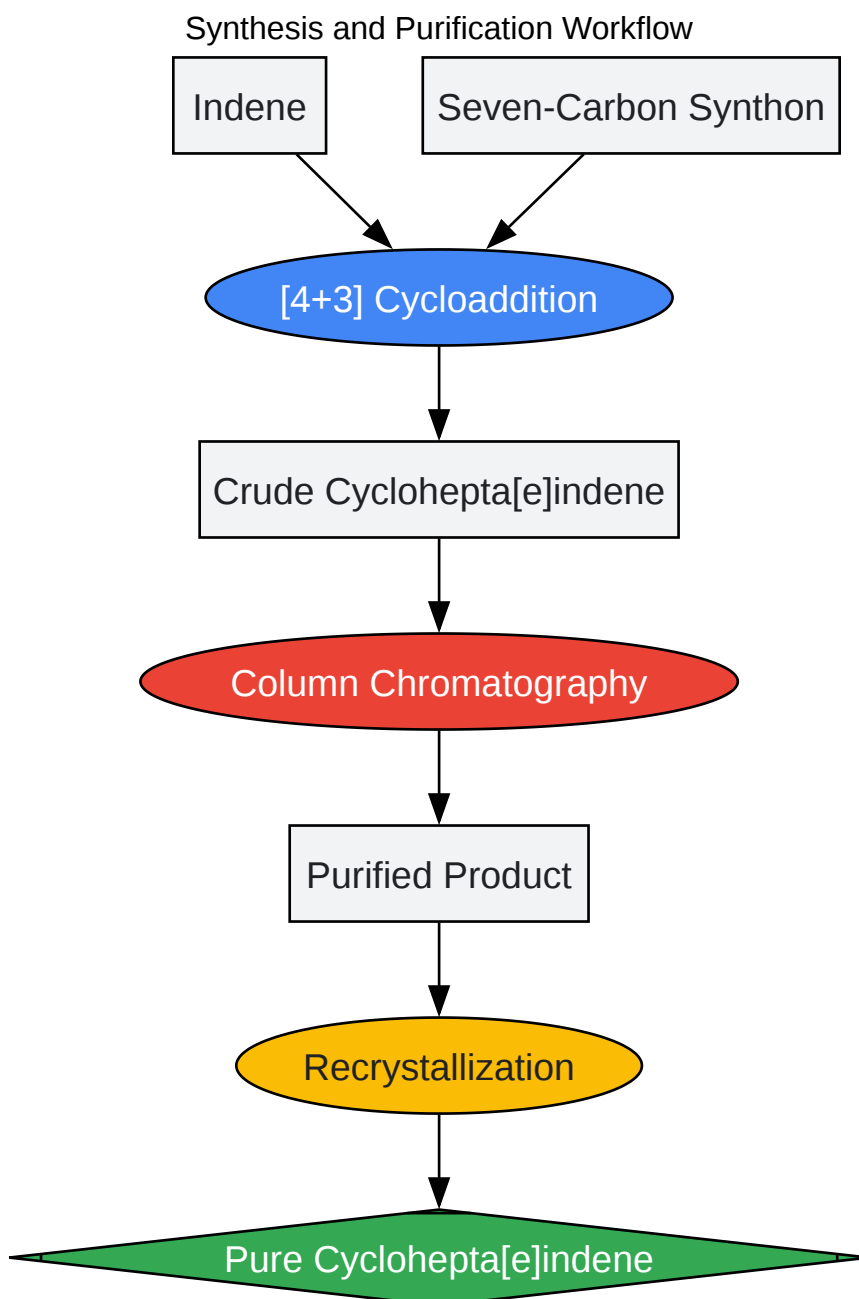 Synthesis and Purification Workflow
Indene
Seven-Carbon Synthon
[4+3] Cycloaddition
Crude Cyclohepta[e]indene
Column Chromatography
Purified Product
Recrystallization
Pure Cyclohepta[e]indene